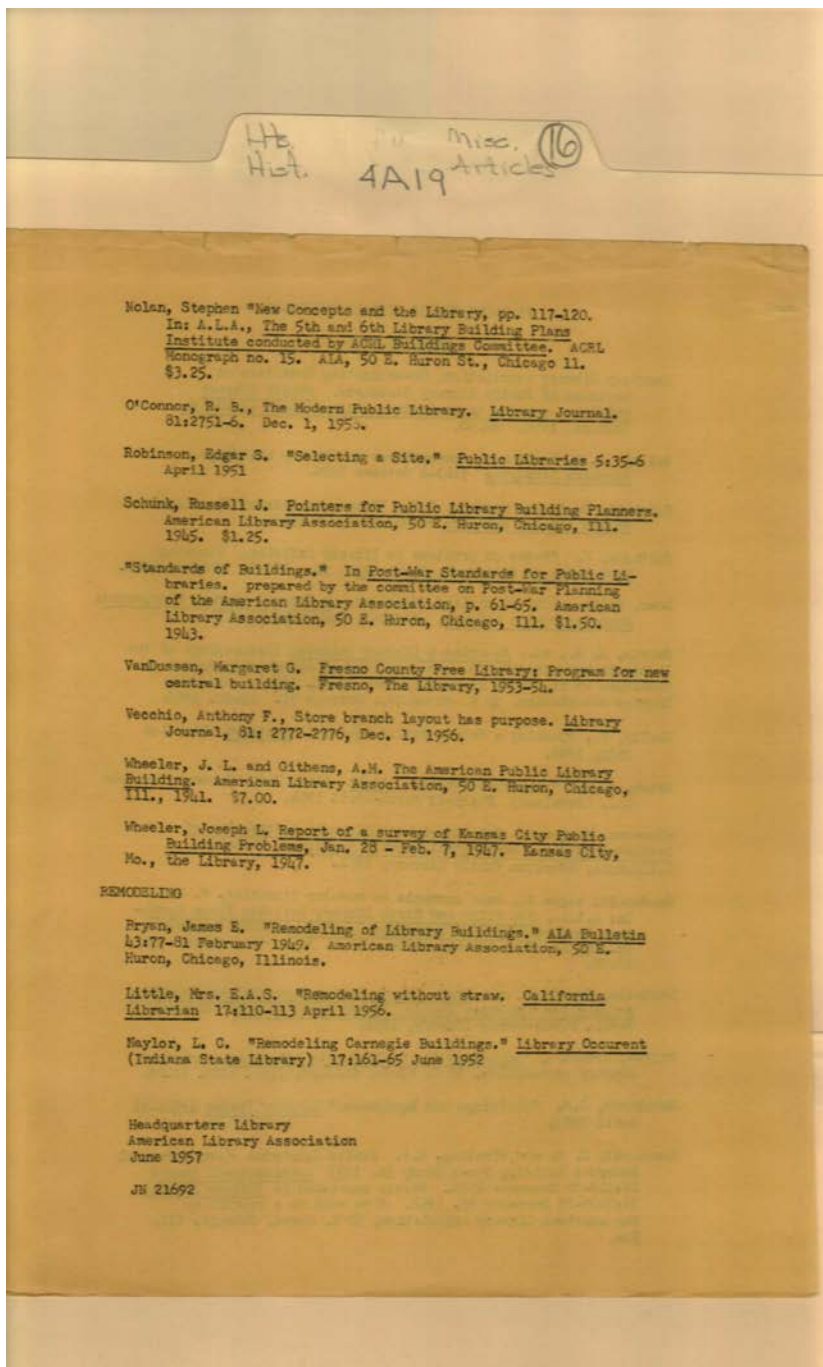 Hts. Misc. 16
Hist. 4A19 Articles
Nolan, Stephen "New Concepts and the Library, pp. 117-120.
In: A.L.A., The 5th and 6th Library Building Plans
Institute conducted by ACRL Buildings Committee. ACRL
Monograph no. 15. ALA, 50 E. Huron St., Chicago 11.
$3.25.
O'Connor, R. B., The Modern Public Library. Library Journal.
81:2751-6. Dec. 1, 1956.
Robinson, Edgar S. "Selecting a Site." Public Libraries 5:35-6
April 1951
Schunk, Russell J. Pointers for Public Library Building Planners.
American Library Association, 50 E. Huron, Chicago, Ill.
1945. $1.25.
"Standards of Buildings." In Post-War Standards for Public Li-
braries. prepared by the committee on Post-War Planning
of the American Library Association, p. 61-65. American
Library Association, 50 E. Huron, Chicago, Ill. $1.50.
1943.
VanDussen, Margaret G. Fresno County Free Library: Program for new
central building. Fresno, The Library, 1953-54.
Vecchio, Anthony F., Store branch layout has purpose. Library
Journal, 81: 2772-2776, Dec. 1, 1956.
Wheeler, J. L. and Githens, A.M. The American Public Library
Building. American Library Association, 50 E. Huron, Chicago,
Ill., 1941. $7.00.
Wheeler, Joseph L. Report of a survey of Kansas City Public
Building Problems, Jan. 28 - Feb. 7, 1947. Kansas City,
Mo., the Library, 1947.
REMODELING
Bryan, James E. "Remodeling of Library Buildings." ALA Bulletin
43:77-81 February 1949. American Library Association, 50 E.
Huron, Chicago, Illinois.
Little, Mrs. E.A.S. "Remodeling without straw. California
Librarian 17:110-113 April 1956.
Naylor, L. C. "Remodeling Carnegie Buildings." Library Occurent
(Indiana State Library) 17:161-65 June 1952
Headquarters Library
American Library Association
June 1957
JN 21692